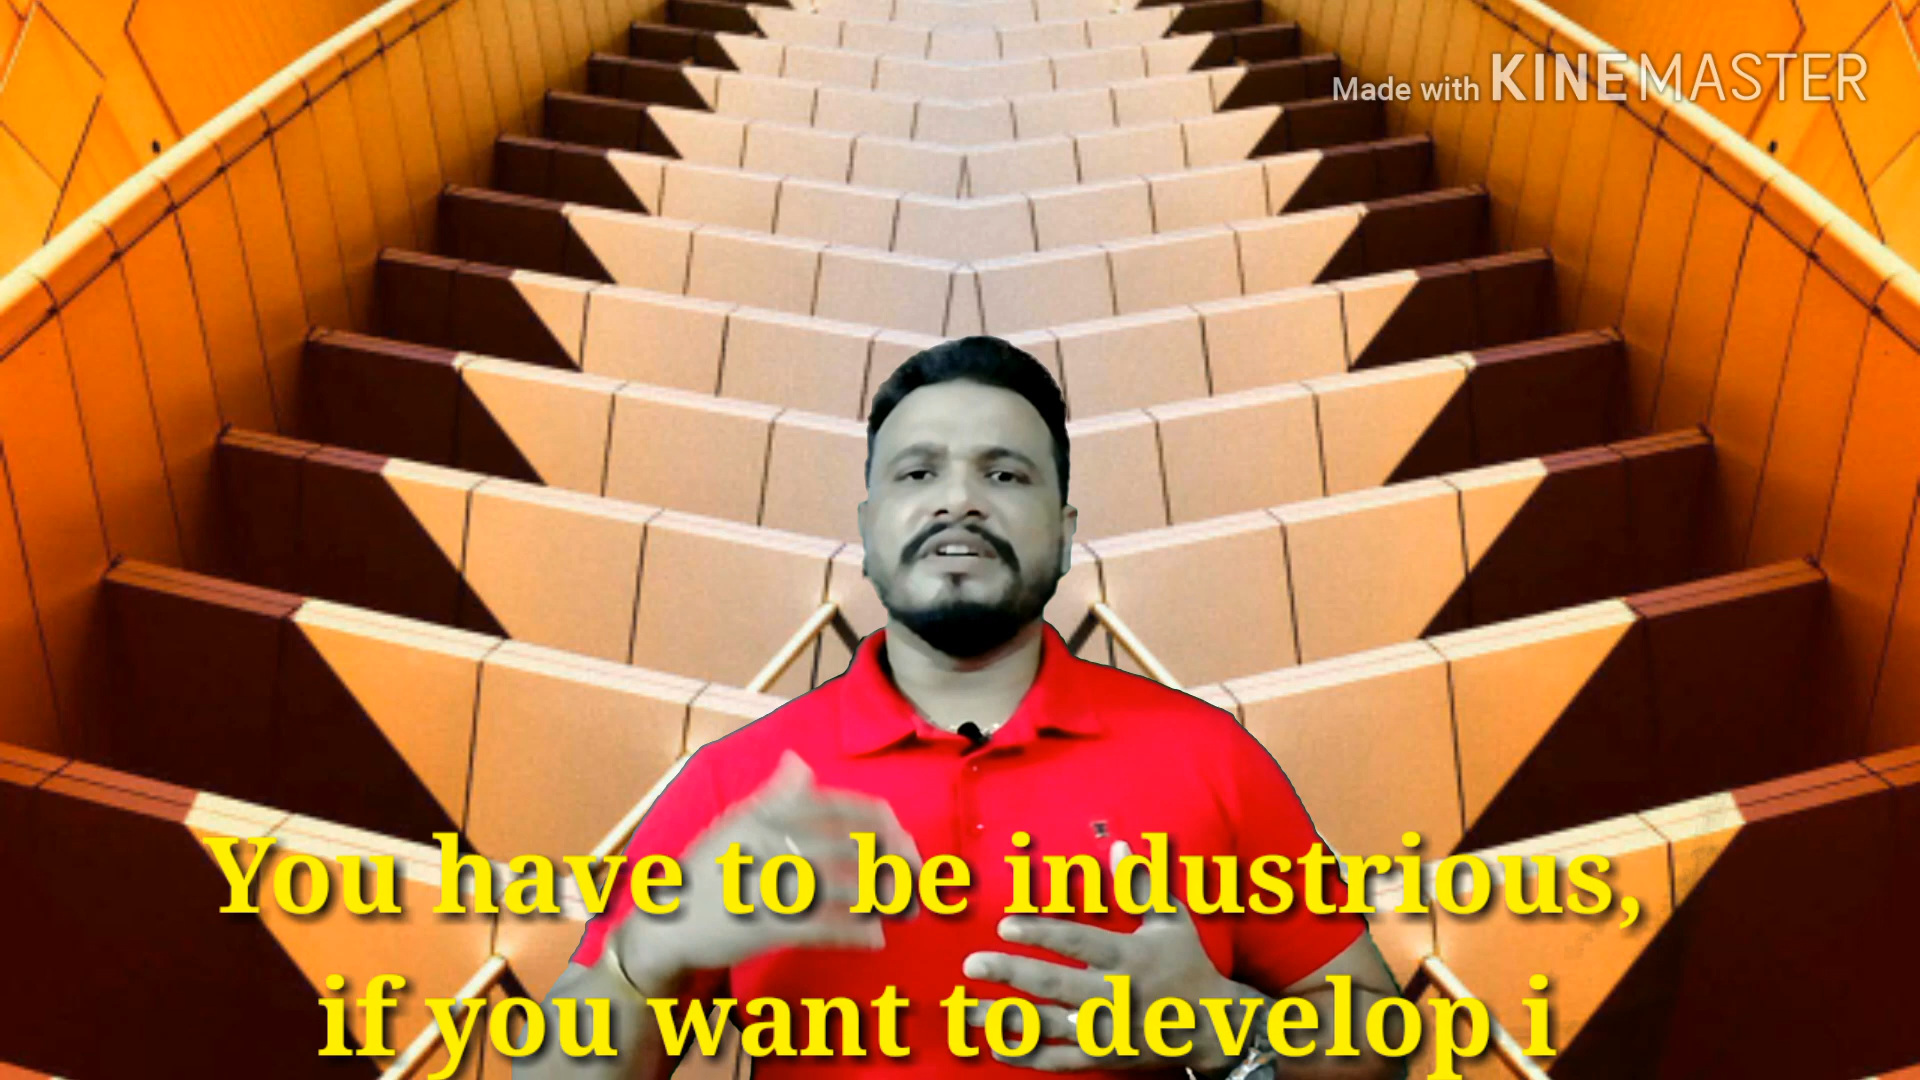 Made with KINEMASTER
You have to be industrious,
if you want to develop i